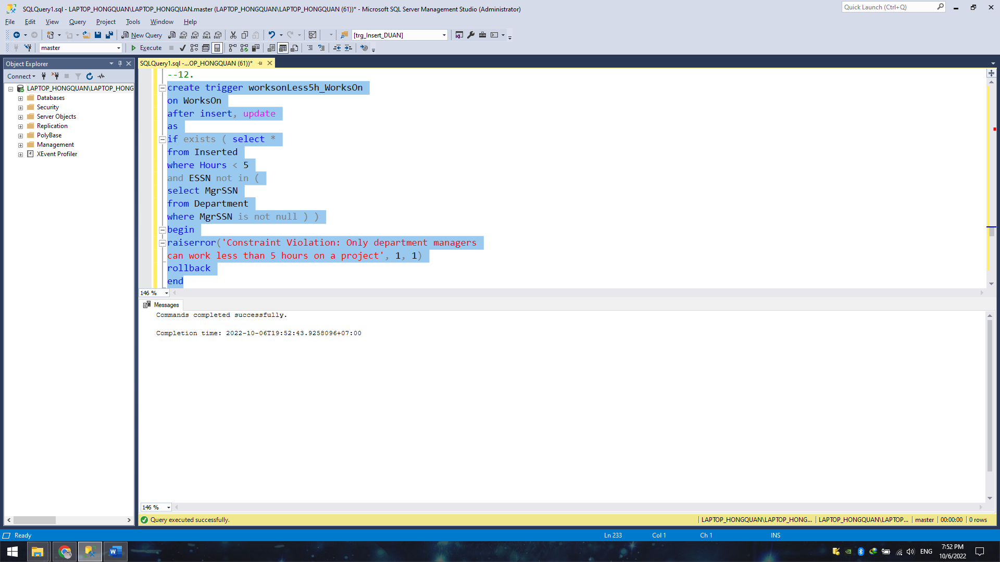 SQLQuery1.sql - LAPTOP_HONGQUAN\LAPTOP_HONGQUAN.master (LAPTOP_HONGQUAN\LAPTOP_HONGQUAN (61))* - Microsoft SQL Server Management Studio (Administrator)
Quick Launch (Ctrl+Q)
File Edit View Query Project Tools Window Help
New Query MDX DMX XMLA DAX [trg_Insert_DUAN]
master Execute
Object Explorer
SQLQuery1.sql -...OP_HONGQUAN (61))*
Connect
LAPTOP_HONGQUAN\LAPTOP_HONG
Databases
Security
Server Objects
Replication
PolyBase
Management
XEvent Profiler
--12.
create trigger worksonLess5h_WorksOn
on WorksOn
after insert, update
as
if exists ( select *
from Inserted
where Hours < 5
and ESSN not in (
select MgrSSN
from Department
where MgrSSN is not null ) )
begin
raiserror('Constraint Violation: Only department managers
can work less than 5 hours on a project', 1, 1)
rollback
end
146 %
Messages
Commands completed successfully.
Completion time: 2022-10-06T19:52:43.9258096+07:00
146 %
Query executed successfully.
LAPTOP_HONGQUAN\LAPTOP_HONG... LAPTOP_HONGQUAN\LAPTOP... master 00:00:00 0 rows
Ready Ln 233 Col 1 Ch 1 INS
ENG
7:52 PM
10/6/2022